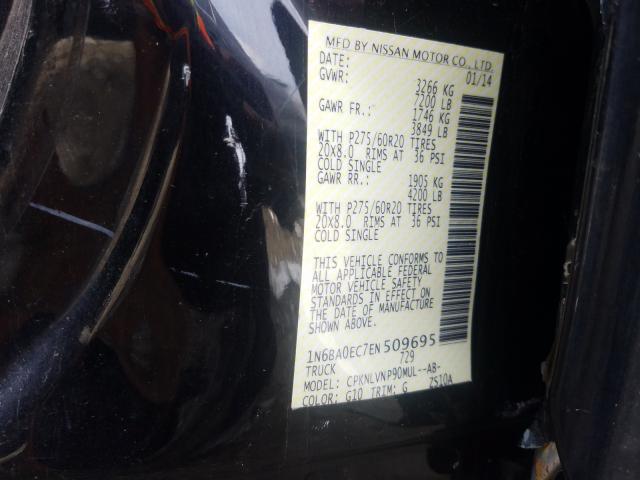 MFD BY NISSAN MOTOR CO., LTD.
DATE: 01/14
GVWR: 3266 KG
7200 LB
GAWR FR.: 1746 KG
3849 LB
WITH P275/60R20 TIRES
20X8.0 RIMS AT 36 PSI
COLD SINGLE
GAWR RR.: 1905 KG
4200 LB
WITH P275/60R20 TIRES
20X8.0 RIMS AT 36 PSI
COLD SINGLE
THIS VEHICLE CONFORMS TO
ALL APPLICABLE FEDERAL
MOTOR VEHICLE SAFETY
STANDARDS IN EFFECT ON
THE DATE OF MANUFACTURE
SHOWN ABOVE.
1N6BA0EC7EN509695
TRUCK 729
MODEL: CPKNLVNP90MUL--AB-
COLOR: G10 TRIM: G ZS10A